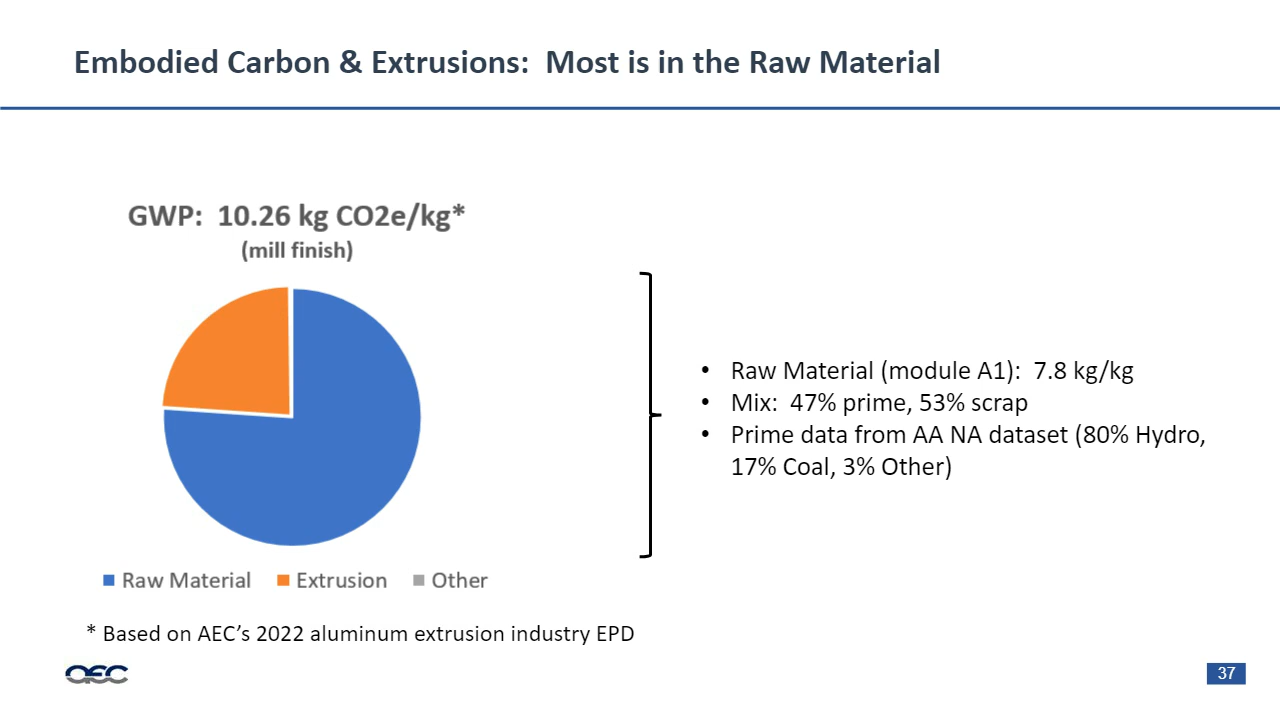 Embodied Carbon & Extrusions:  Most is in the Raw Material
GWP:  10.26 kg CO2e/kg*
(mill finish)
Raw Material
Extrusion
Other
• Raw Material (module A1):  7.8 kg/kg
• Mix:  47% prime, 53% scrap
• Prime data from AA NA dataset (80% Hydro,
17% Coal, 3% Other)
* Based on AEC’s 2022 aluminum extrusion industry EPD
aec
37